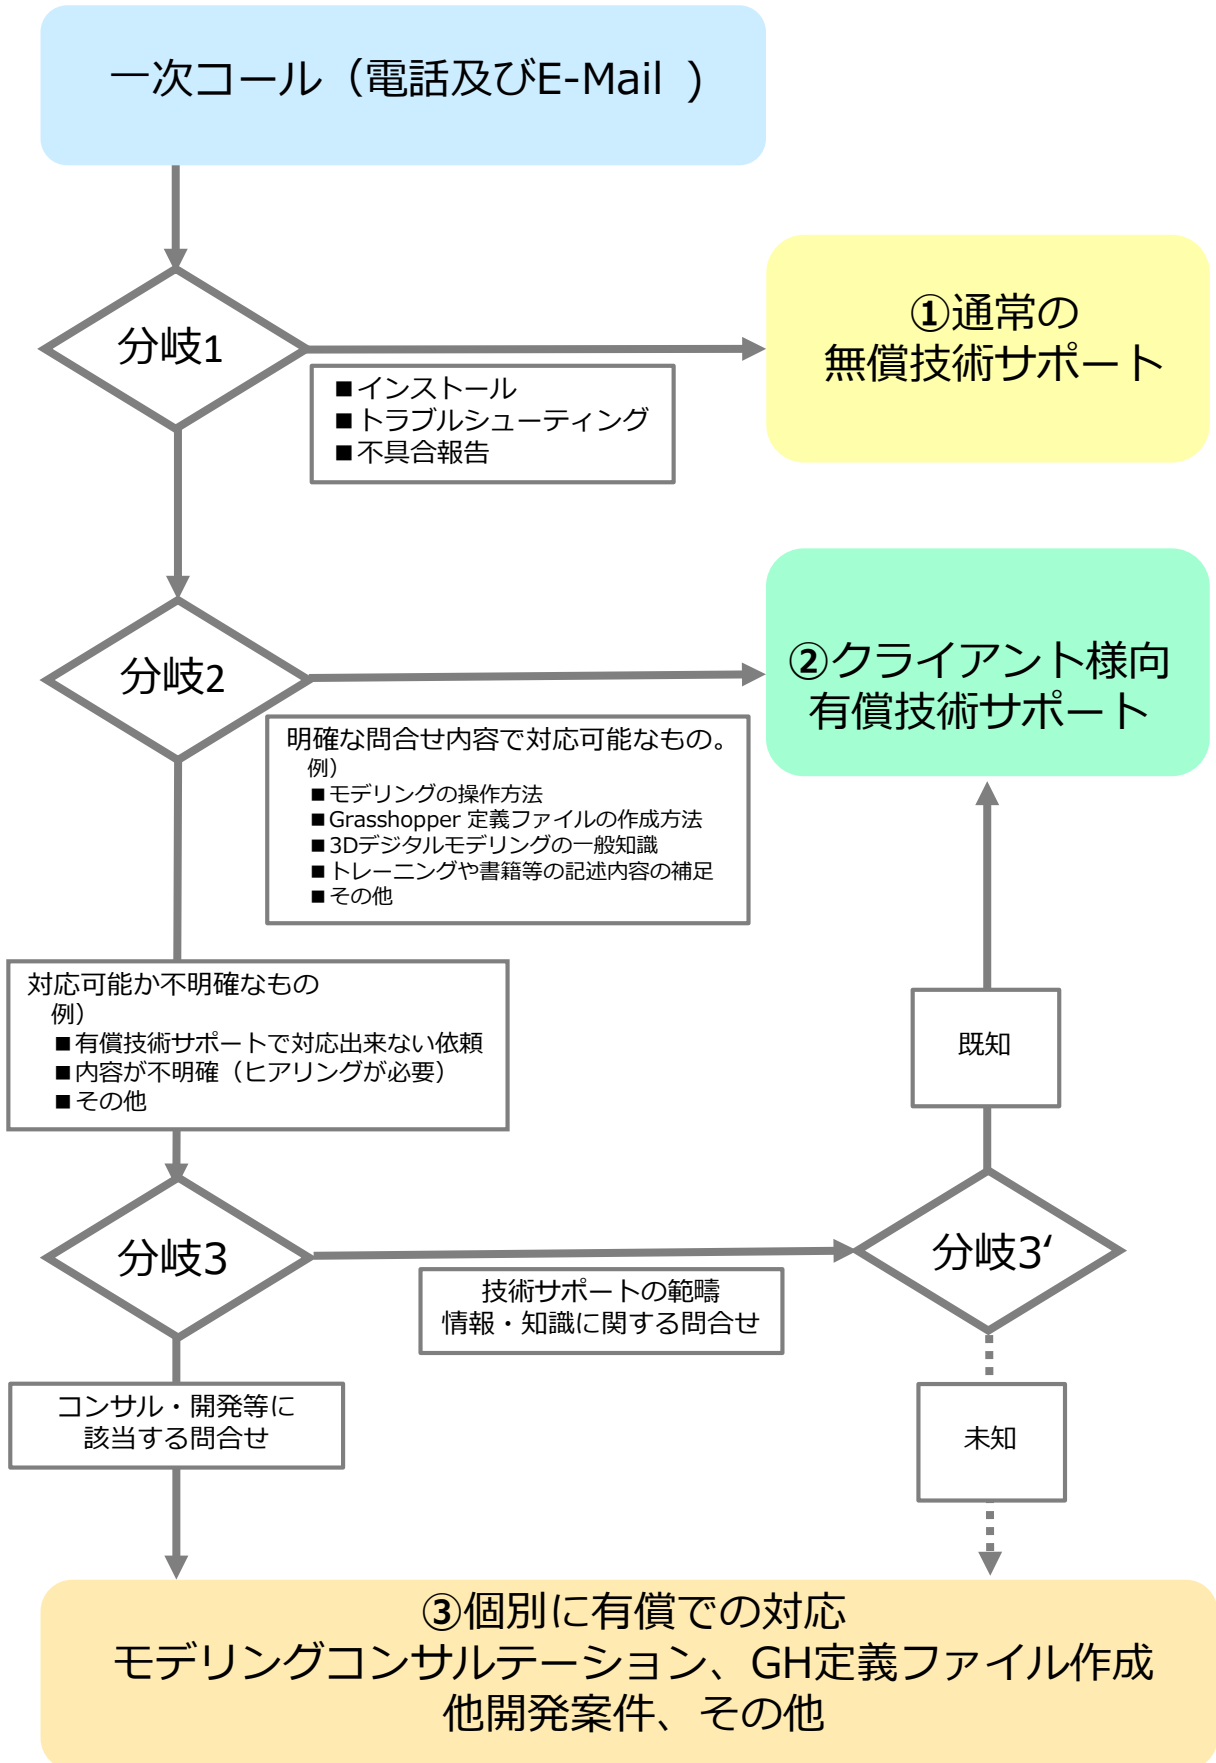 一次コール（電話及びE-Mail ）
分岐1
①通常の
無償技術サポート
■インストール
■トラブルシューティング
■不具合報告
分岐2
②クライアント様向
有償技術サポート
明確な問合せ内容で対応可能なもの。
例）
■モデリングの操作方法
■Grasshopper 定義ファイルの作成方法
■3Dデジタルモデリングの一般知識
■トレーニングや書籍等の記述内容の補足
■その他
対応可能か不明確なもの
例）
■有償技術サポートで対応出来ない依頼
■内容が不明確（ヒアリングが必要）
■その他
既知
分岐3
分岐3‘
技術サポートの範疇
情報・知識に関する問合せ
コンサル・開発等に
該当する問合せ
未知
③個別に有償での対応
モデリングコンサルテーション、GH定義ファイル作成
他開発案件、その他